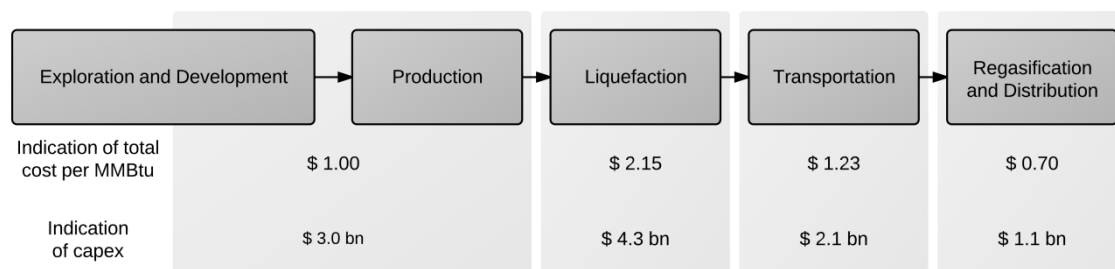 Exploration and Development
Production
Liquefaction
Transportation
Regasification
and Distribution
Indication of total
cost per MMBtu
$ 1.00
$ 2.15
$ 1.23
$ 0.70
Indication
of capex
$ 3.0 bn
$ 4.3 bn
$ 2.1 bn
$ 1.1 bn